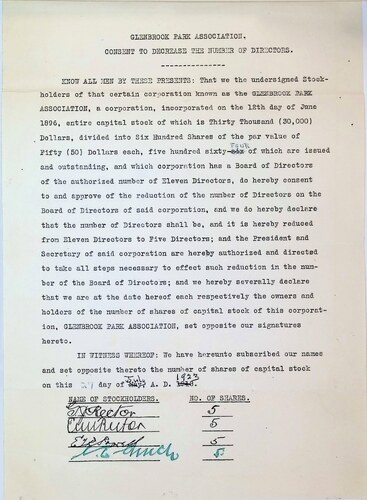 GLENBROOK PARK ASSOCIATION.
CONSENT TO DECREASE THE NUMBER OF DIRECTORS.
---------------
KNOW ALL MEN BY THESE PRESENTS: That we the undersigned Stock-
holders of that certain corporation known as the GLENBROOK PARK
ASSOCIATION, a corporation, incorporated on the 18th day of June
1896, entire capital stock of which is Thirty Thousand (30,000)
Dollars, divided into Six Hundred Shares of the par value of
FOUR
Fifty (50) Dollars each, five hundred sixty-six of which are issued
and outstanding, and which corporation has a Board of Directors
of the authorized number of Eleven Directors, do hereby consent
to and approve of the reduction of the number of Directors on the
Board of Directors of said corporation, and we do hereby declare
that the number of Directors shall be, and it is hereby reduced
from Eleven Directors to Five Directors; and the President and
Secretary of said corporation are hereby authorized and directed
to take all steps necessary to effect such reduction in the num-
ber of the Board of Directors; and we hereby severally declare
that we are at the date hereof each respectively the owners and
holders of the number of shares of capital stock of this corporat-
ion, GLENBROOK PARK ASSOCIATION, set opposite our signatures
hereto.
IN WITNESS WHEREOF: We have hereunto subscribed our names
and set opposite thereto the number of shares of capital stock
July 1923
on this day of A. D.
NAME OF STOCKHOLDERS. NO. OF SHARES.
Rector 5
Rector 5
5
5